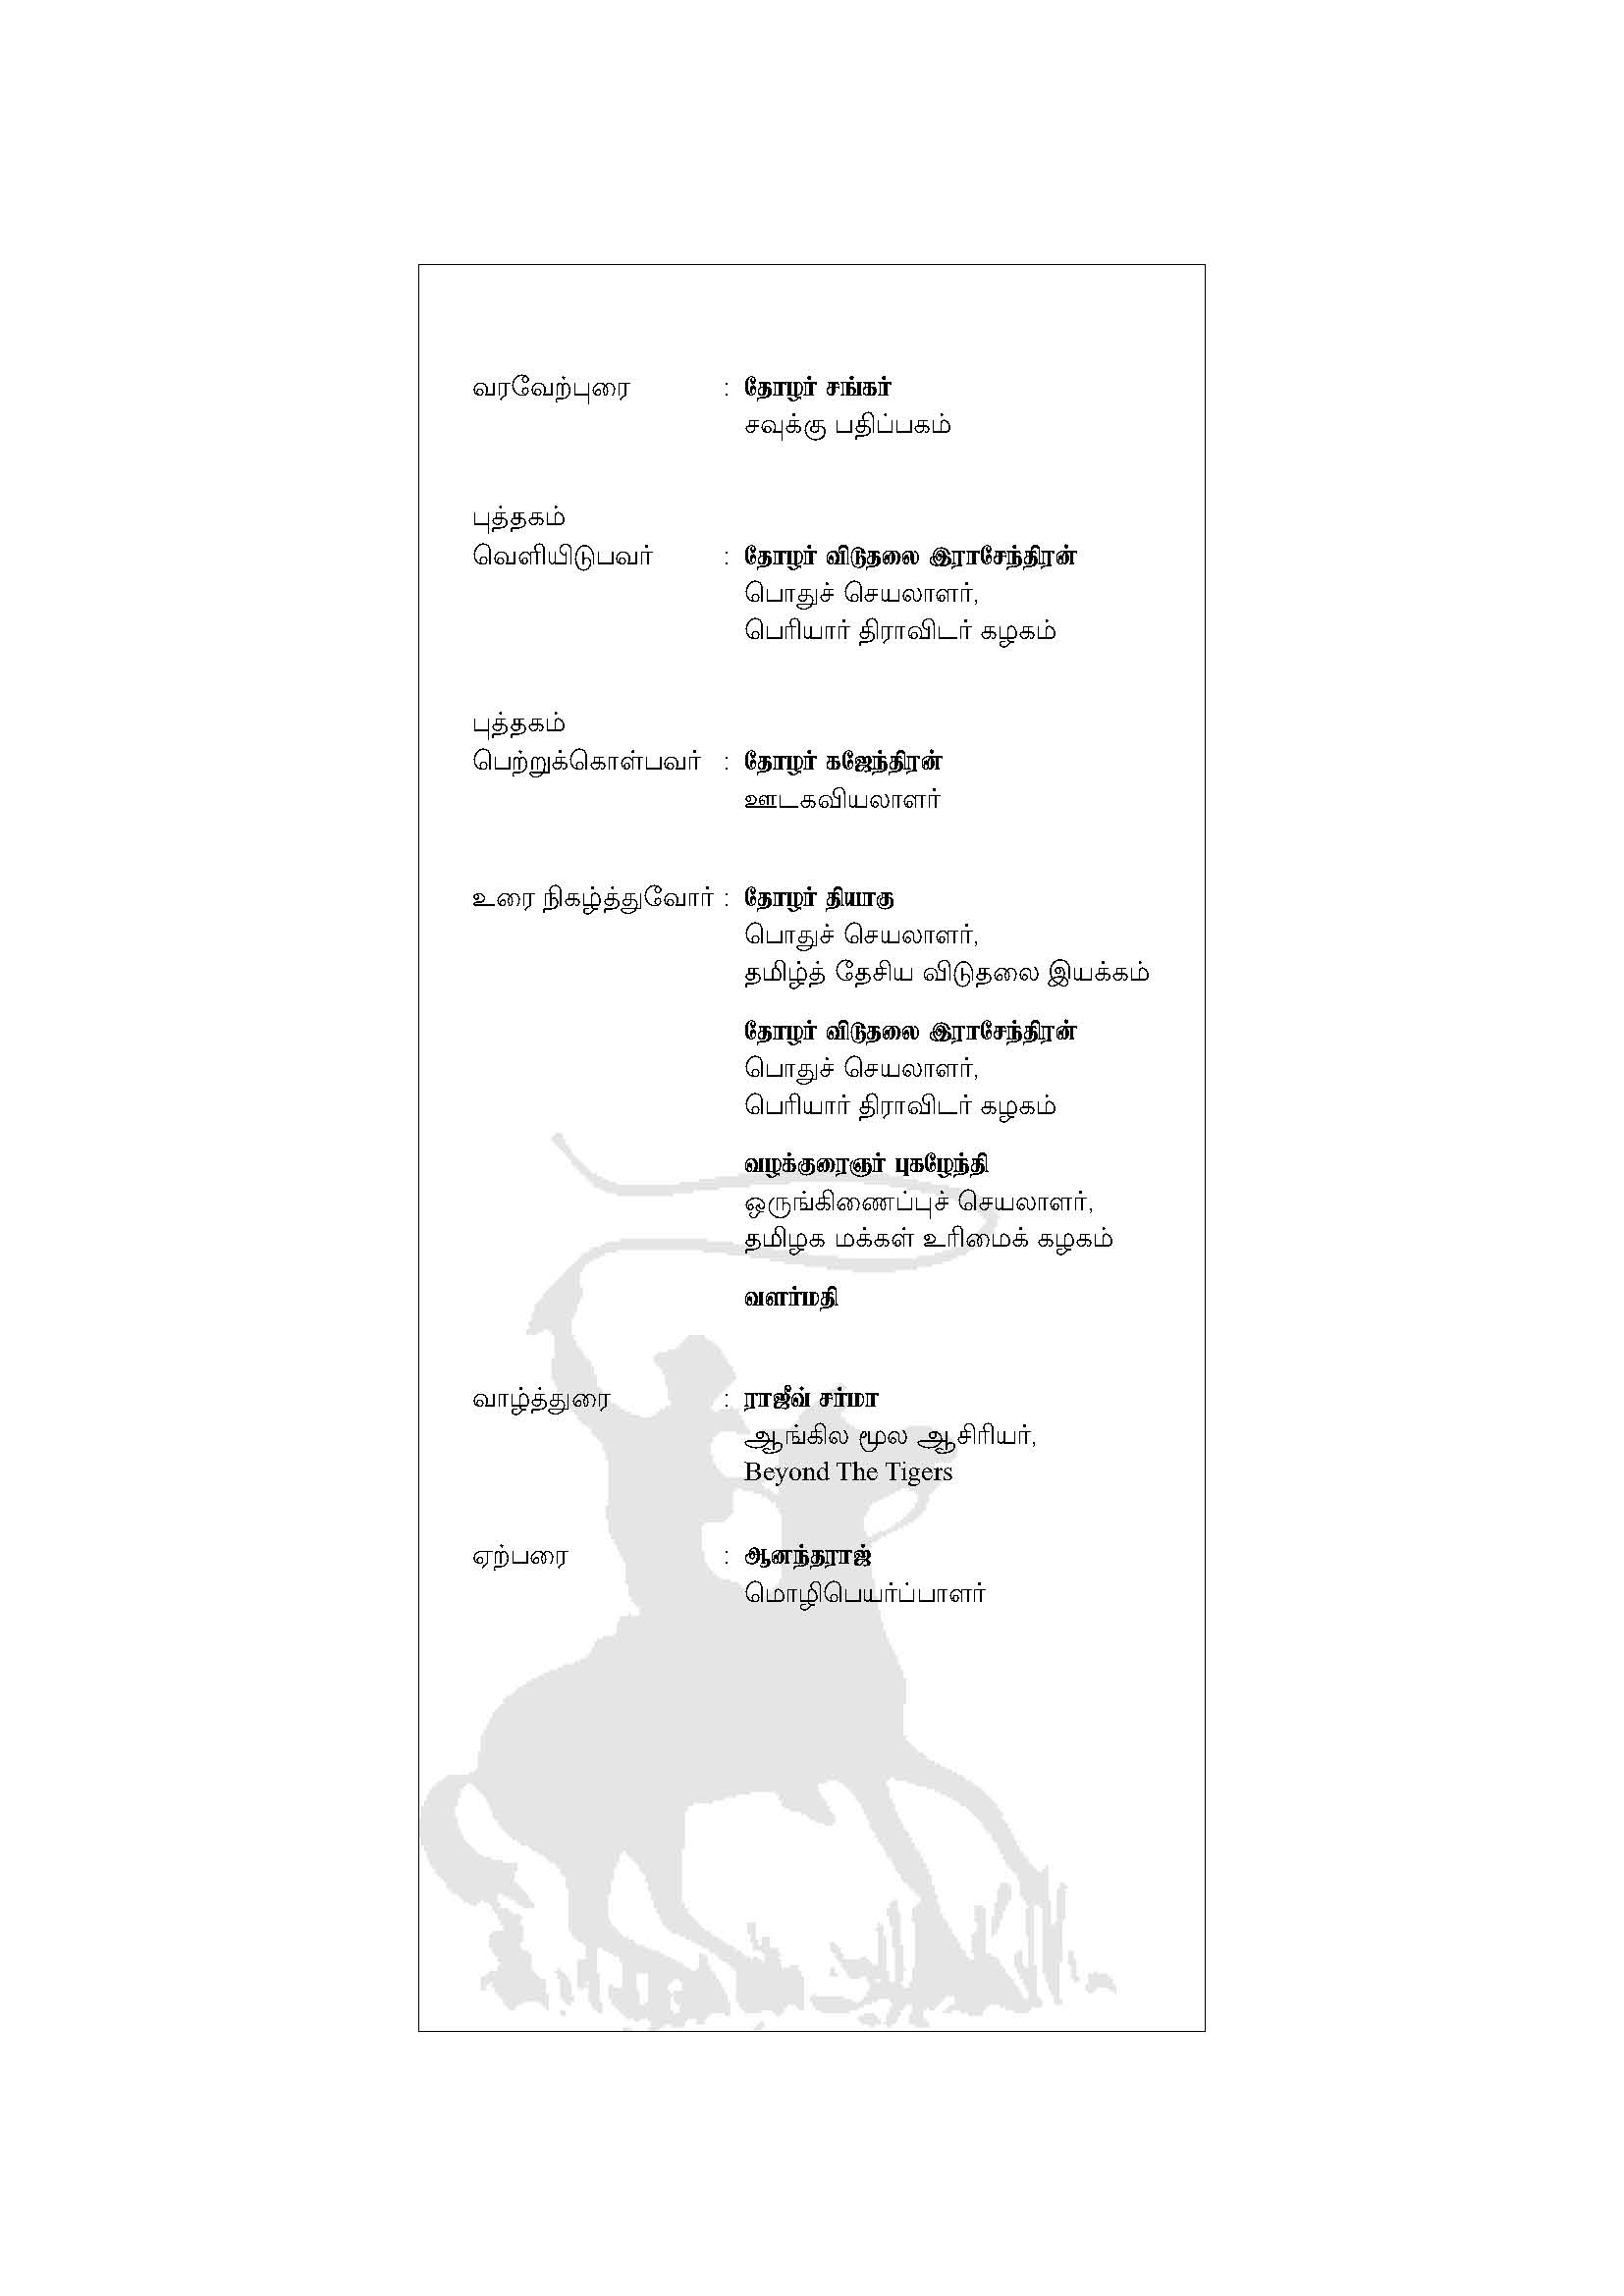 வரவேற்புரை : தோழர் சங்கர்
சவுக்கு பதிப்பகம்
புத்தகம்
வெளியிடுபவர் : தோழர் விடுதலை இராசேந்திரன்
பொதுச் செயலாளர்,
பெரியார் திராவிடர் கழகம்
புத்தகம்
பெற்றுக்கொள்பவர் : தோழர் கஜேந்திரன்
ஊடகவியலாளர்
உரை நிகழ்த்துவோர் : தோழர் தியாகு
பொதுச் செயலாளர்,
தமிழ்த் தேசிய விடுதலை இயக்கம்
தோழர் விடுதலை இராசேந்திரன்
பொதுச் செயலாளர்,
பெரியார் திராவிடர் கழகம்
வழக்குரைஞர் புகழேந்தி
ஒருங்கிணைப்புச் செயலாளர்,
தமிழக மக்கள் உரிமைக் கழகம்
வளர்மதி
வாழ்த்துரை : ராஜீவ் சர்மா
ஆங்கில மூல ஆசிரியர்,
Beyond The Tigers
ஏற்பரை : ஆனந்தராஜ்
மொழிபெயர்ப்பாளர்